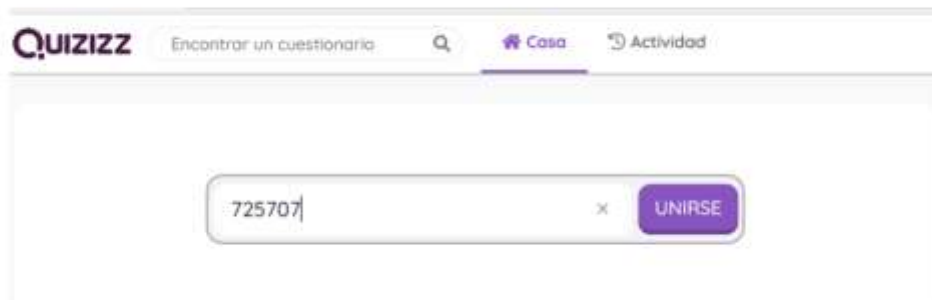 QUIZIZZ Encontrar un cuestionario Casa Actividad
725707 × UNIRSE